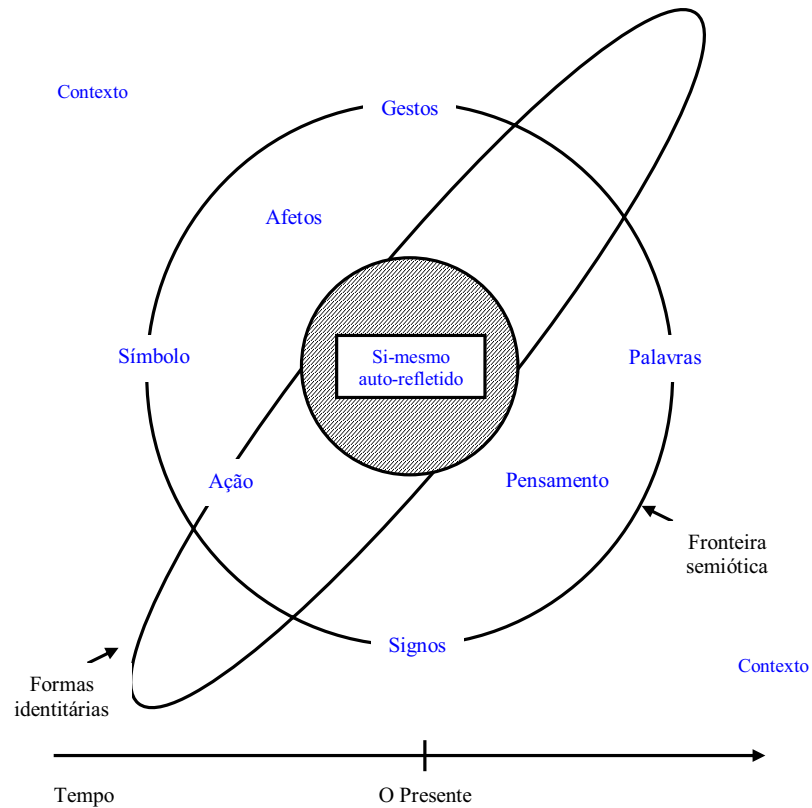 Contexto
Gestos
Afetos
Símbolo
Si-mesmo
auto-refletido
Palavras
Ação
Pensamento
Fronteira
semiótica
Signos
Contexto
Formas
identitárias
Tempo
O Presente